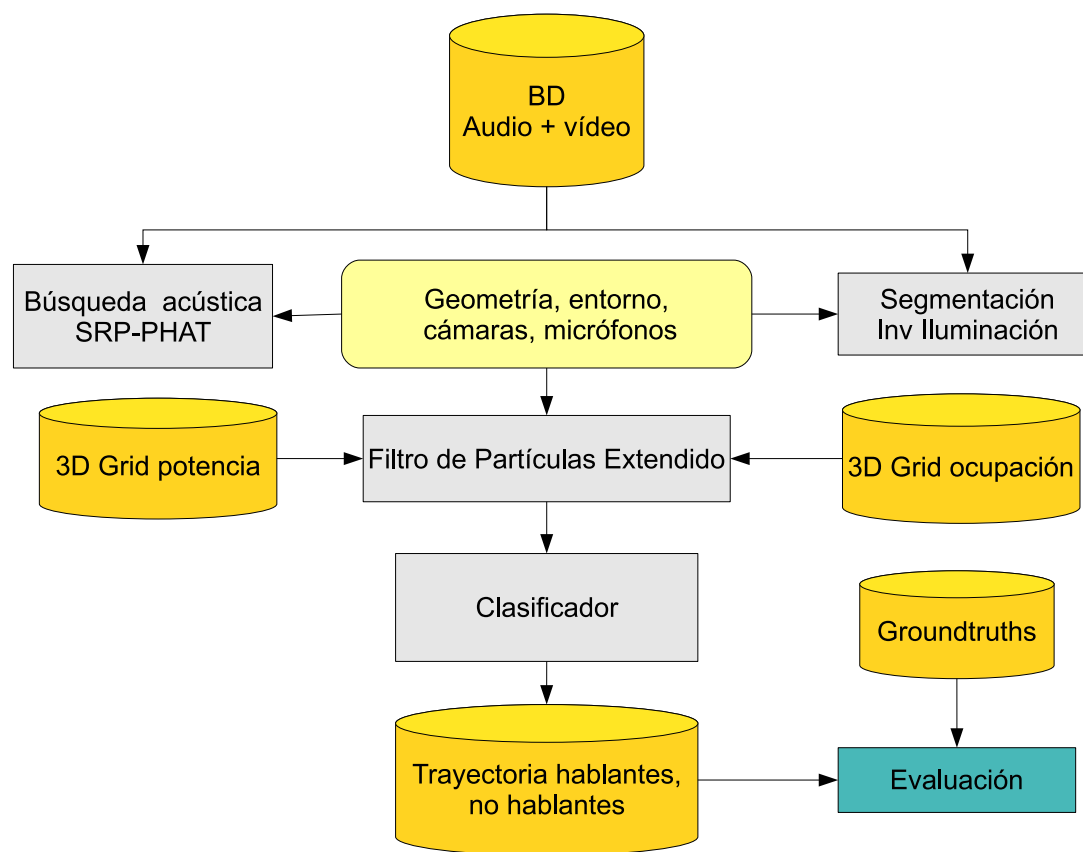 BD
Audio + vídeo
Búsqueda acústica
SRP-PHAT
Geometría, entorno,
cámaras, micrófonos
Segmentación
Inv Iluminación
3D Grid potencia
Filtro de Partículas Extendido
3D Grid ocupación
Clasificador
Groundtruths
Trayectoria hablantes,
no hablantes
Evaluación